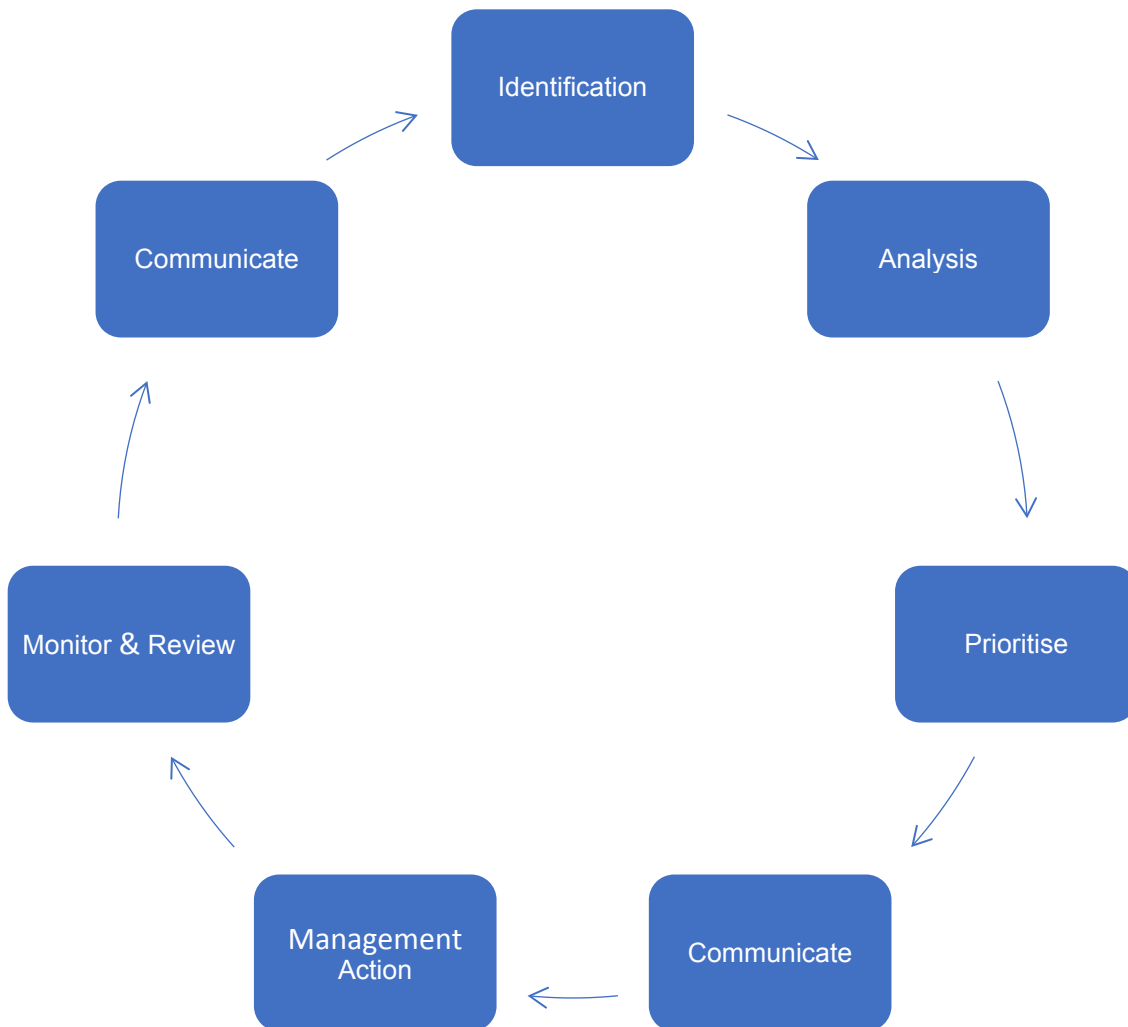 Identification
Analysis
Prioritise
Communicate
Management
Action
Monitor & Review
Communicate